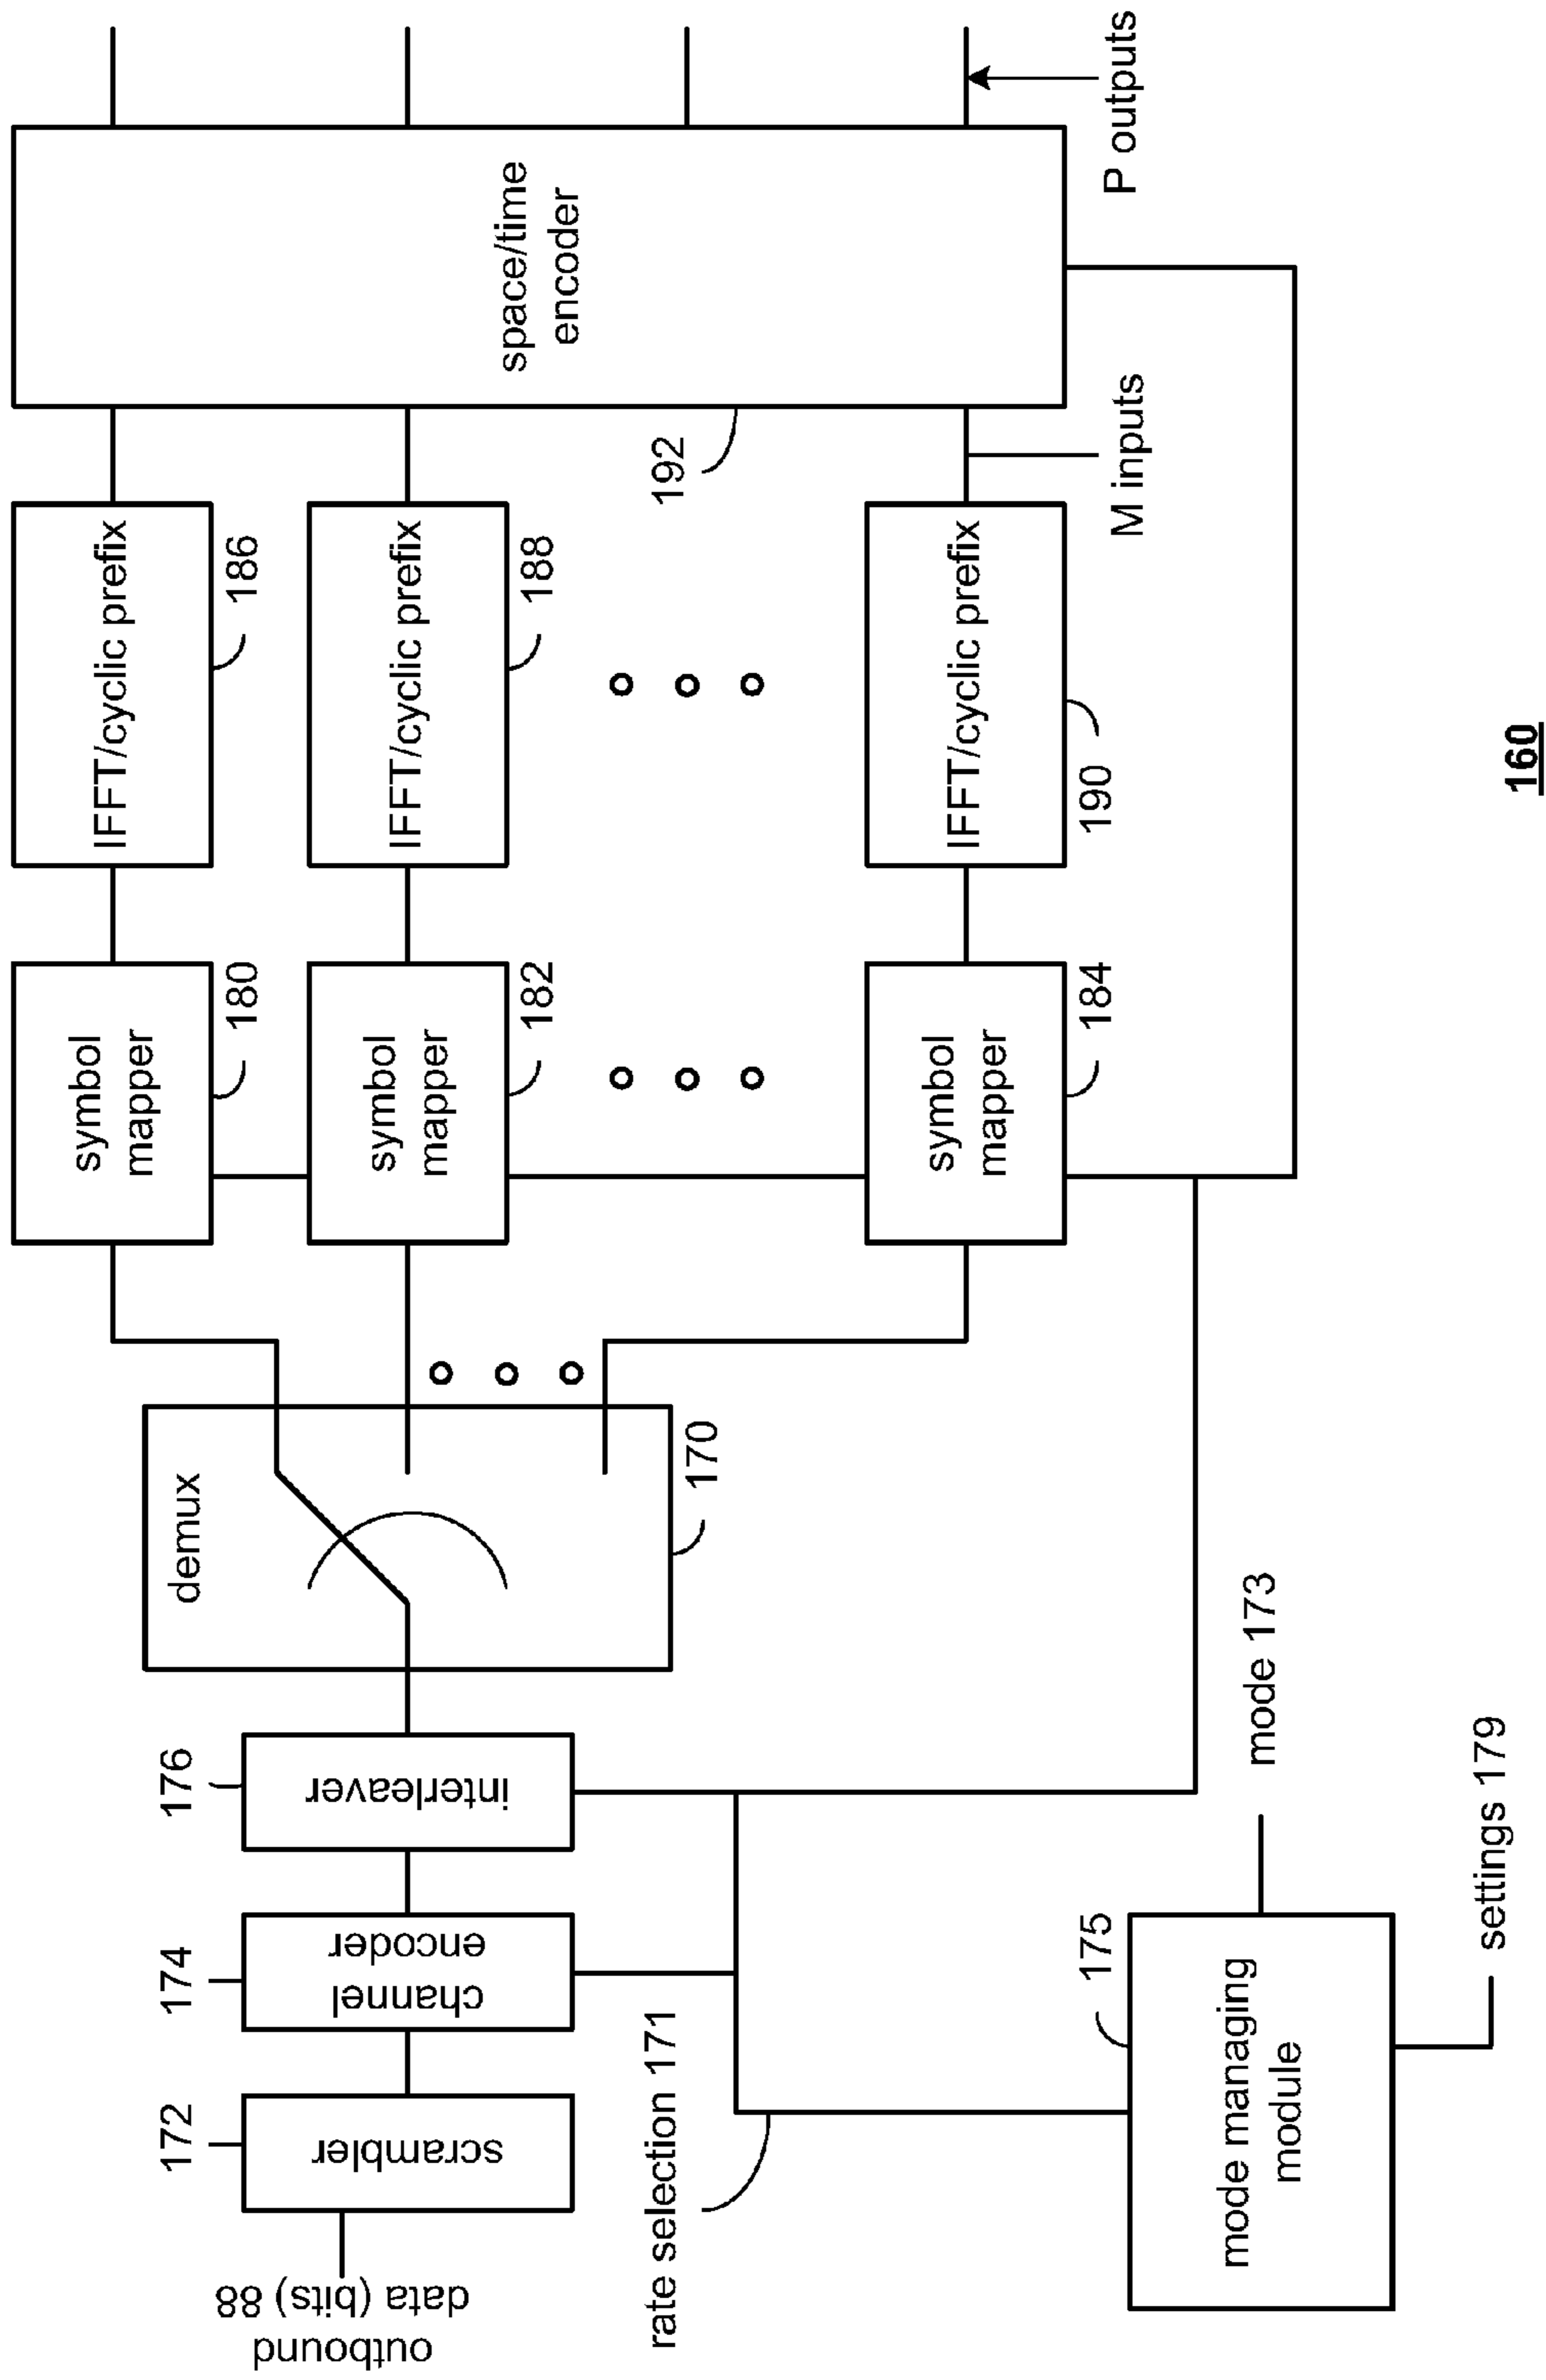 outbound
data (bits) 88
172
scrambler
174
channel
encoder
176
interleaver
demux
170
symbol
mapper
180
symbol
mapper
182
symbol
mapper
184
IFFT/cyclic prefix
186
IFFT/cyclic prefix
188
IFFT/cyclic prefix
190
192
space/time
encoder
M inputs
P outputs
rate selection 171
175
mode managing
module
mode 173
settings 179
160